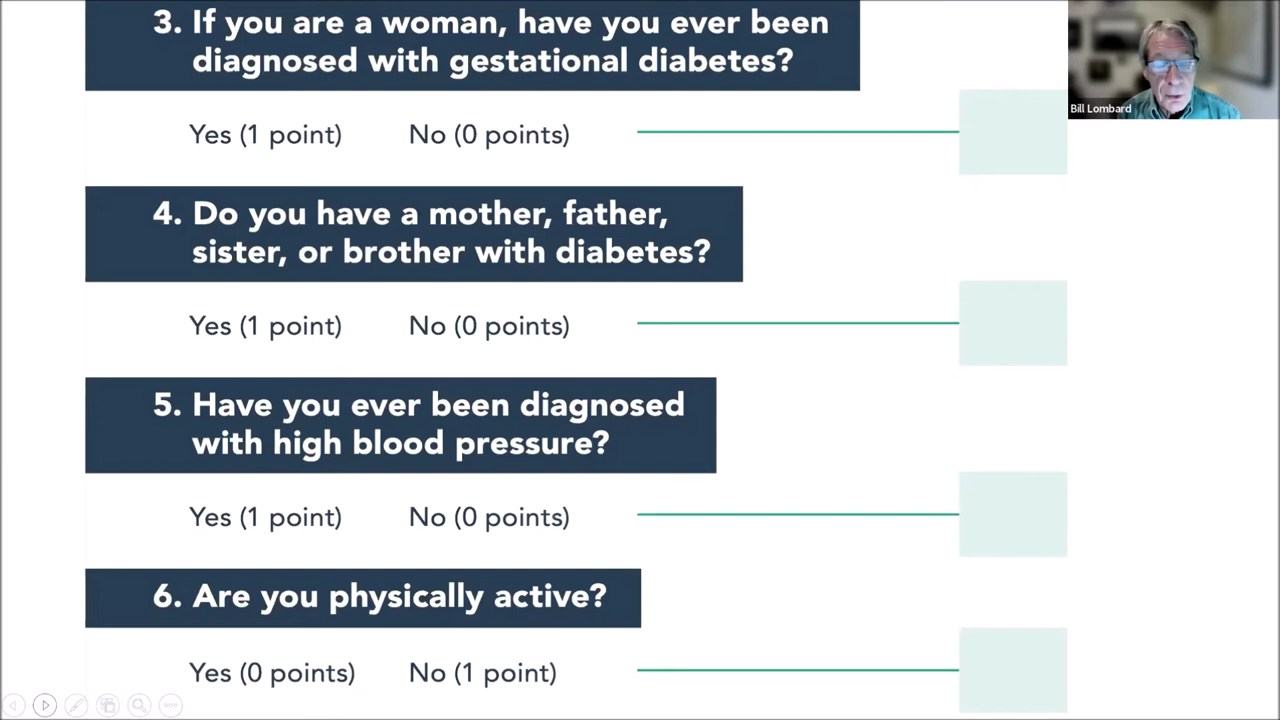 3. If you are a woman, have you ever been
diagnosed with gestational diabetes?
Bill Lombard
Yes (1 point) No (0 points)
4. Do you have a mother, father,
sister, or brother with diabetes?
Yes (1 point) No (0 points)
5. Have you ever been diagnosed
with high blood pressure?
Yes (1 point) No (0 points)
6. Are you physically active?
Yes (0 points) No (1 point)